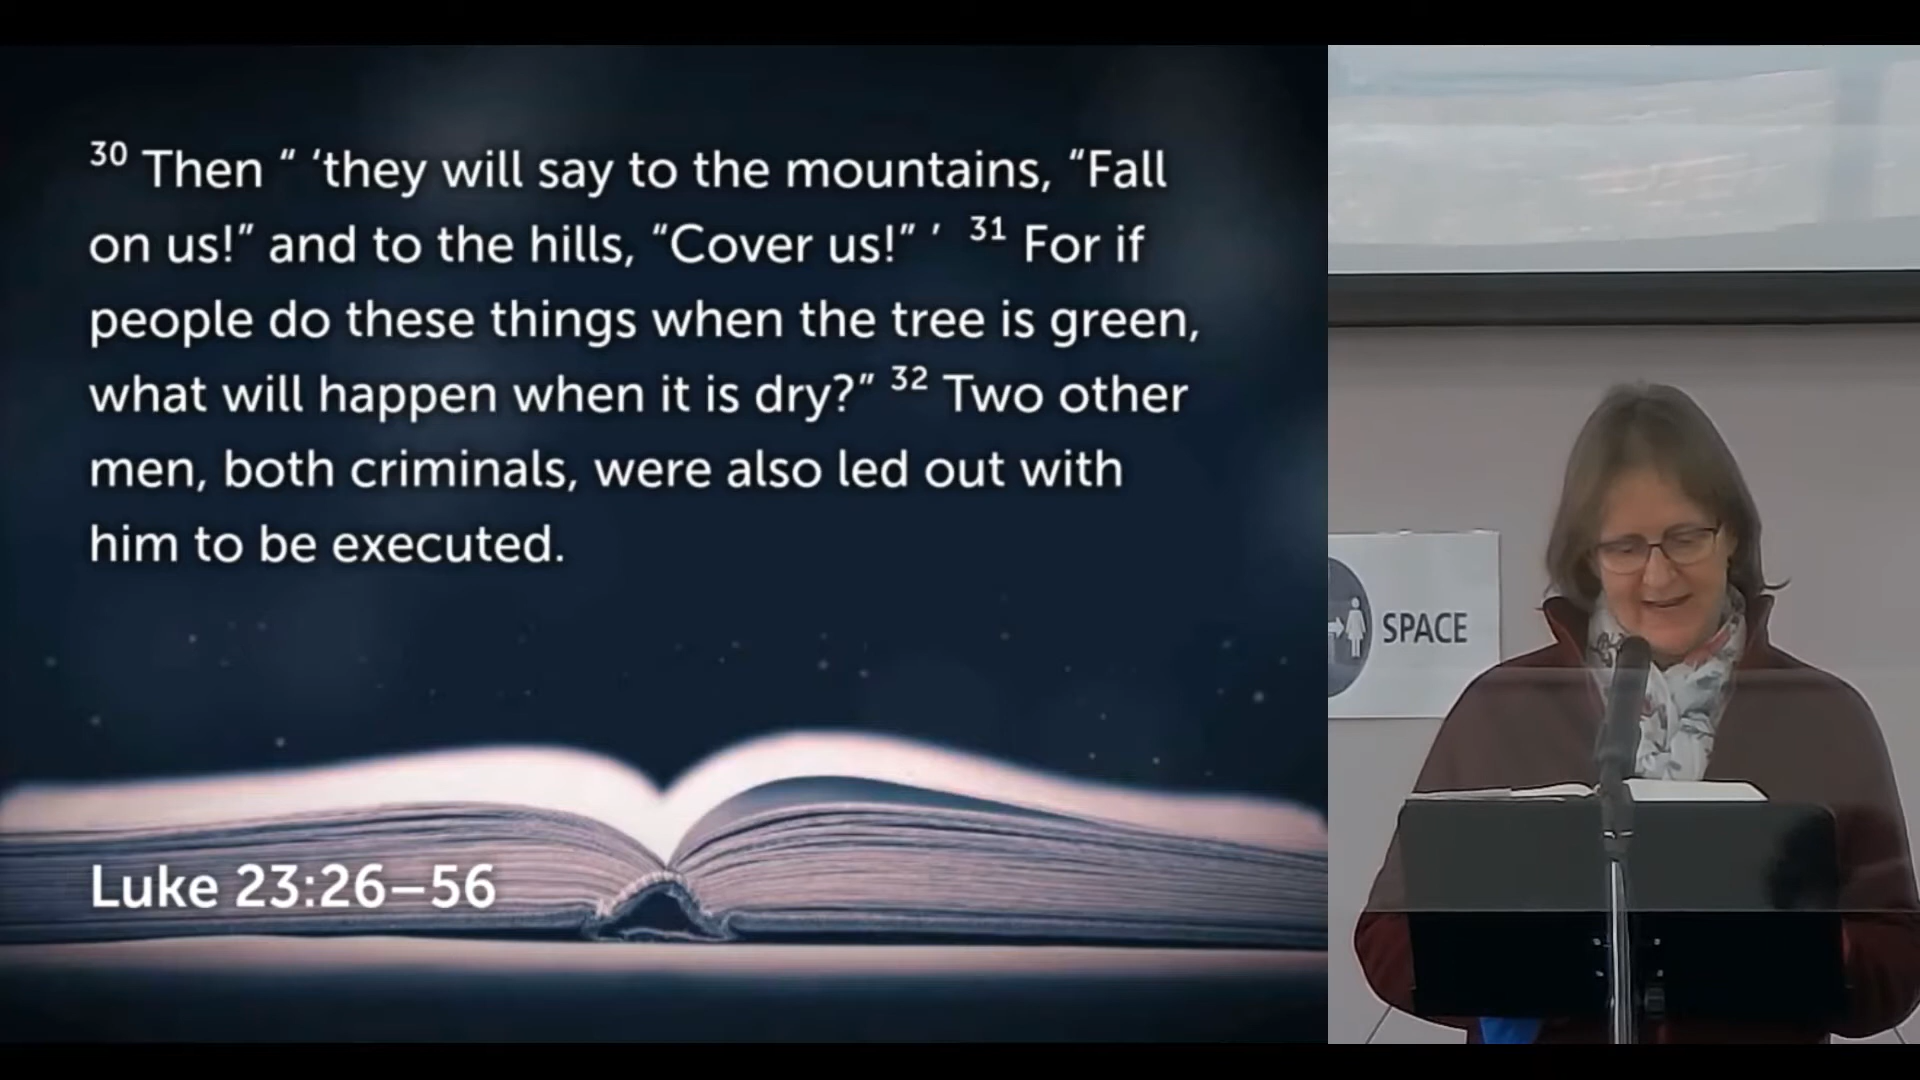 30 Then “ ‘they will say to the mountains, “Fall
on us!” and to the hills, “Cover us!” ’ 31 For if
people do these things when the tree is green,
what will happen when it is dry?” 32 Two other
men, both criminals, were also led out with
him to be executed.
Luke 23:26–56
SPACE